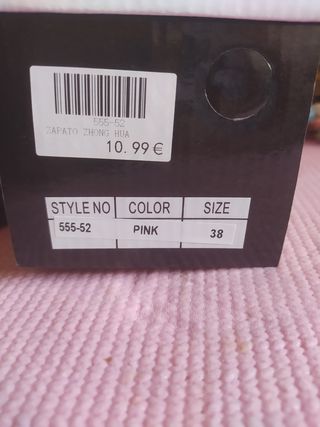 555-52
ZAPATO ZHONG HUA
10.99€
STYLE NO COLOR SIZE
555-52 PINK 38